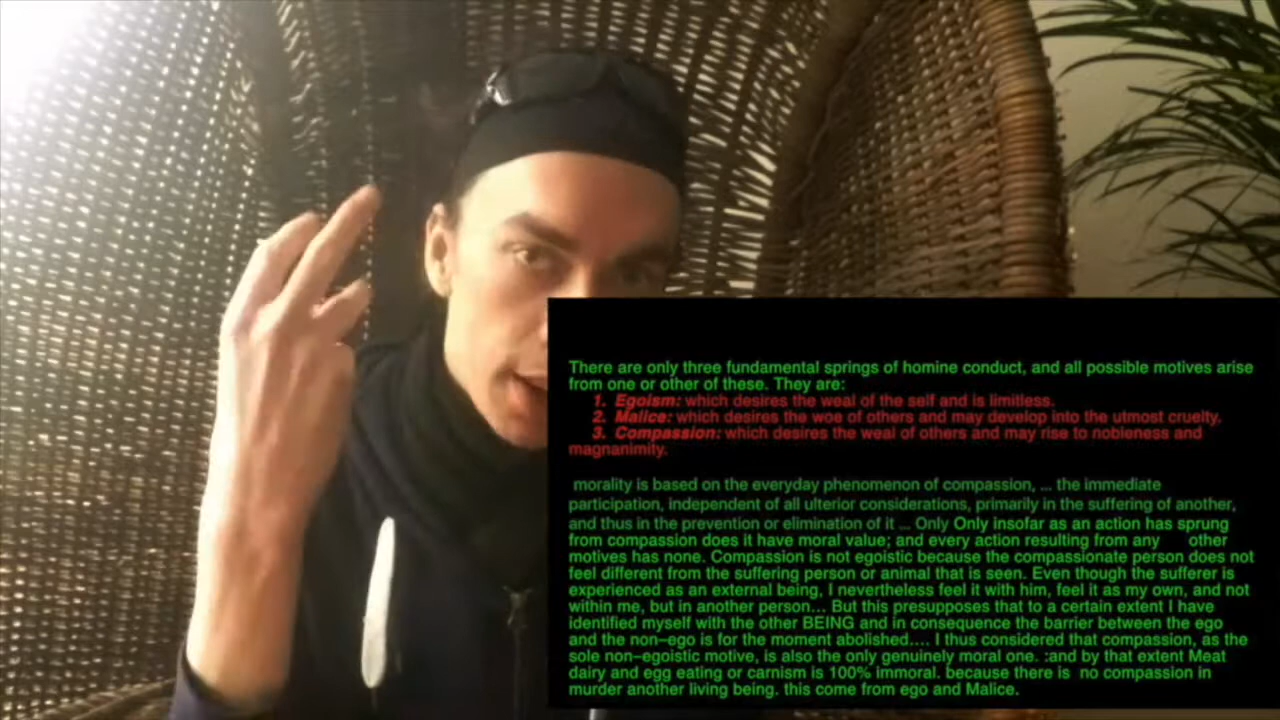 There are only three fundamental springs of homine conduct, and all possible motives arise
from one or other of these. They are:
1. Egoism: which desires the weal of the self and is limitless.
2. Malice: which desires the woe of others and may develop into the utmost cruelty.
3. Compassion: which desires the weal of others and may rise to nobleness and
magnanimity.
morality is based on the everyday phenomenon of compassion, ... the immediate
participation, independent of all ulterior considerations, primarily in the suffering of another,
and thus in the prevention or elimination of it ... Only Only insofar as an action has sprung
from compassion does it have moral value; and every action resulting from any other
motives has none. Compassion is not egoistic because the compassionate person does not
feel different from the suffering person or animal that is seen. Even though the sufferer is
experienced as an external being, I nevertheless feel it with him, feel it as my own, and not
within me, but in another person... But this presupposes that to a certain extent I have
identified myself with the other BEING and in consequence the barrier between the ego
and the non-ego is for the moment abolished.... I thus considered that compassion, as the
sole non-egoistic motive, is also the only genuinely moral one. :and by that extent Meat
dairy and egg eating or carnism is 100% immoral. because there is no compassion in
murder another living being. this come from ego and Malice.